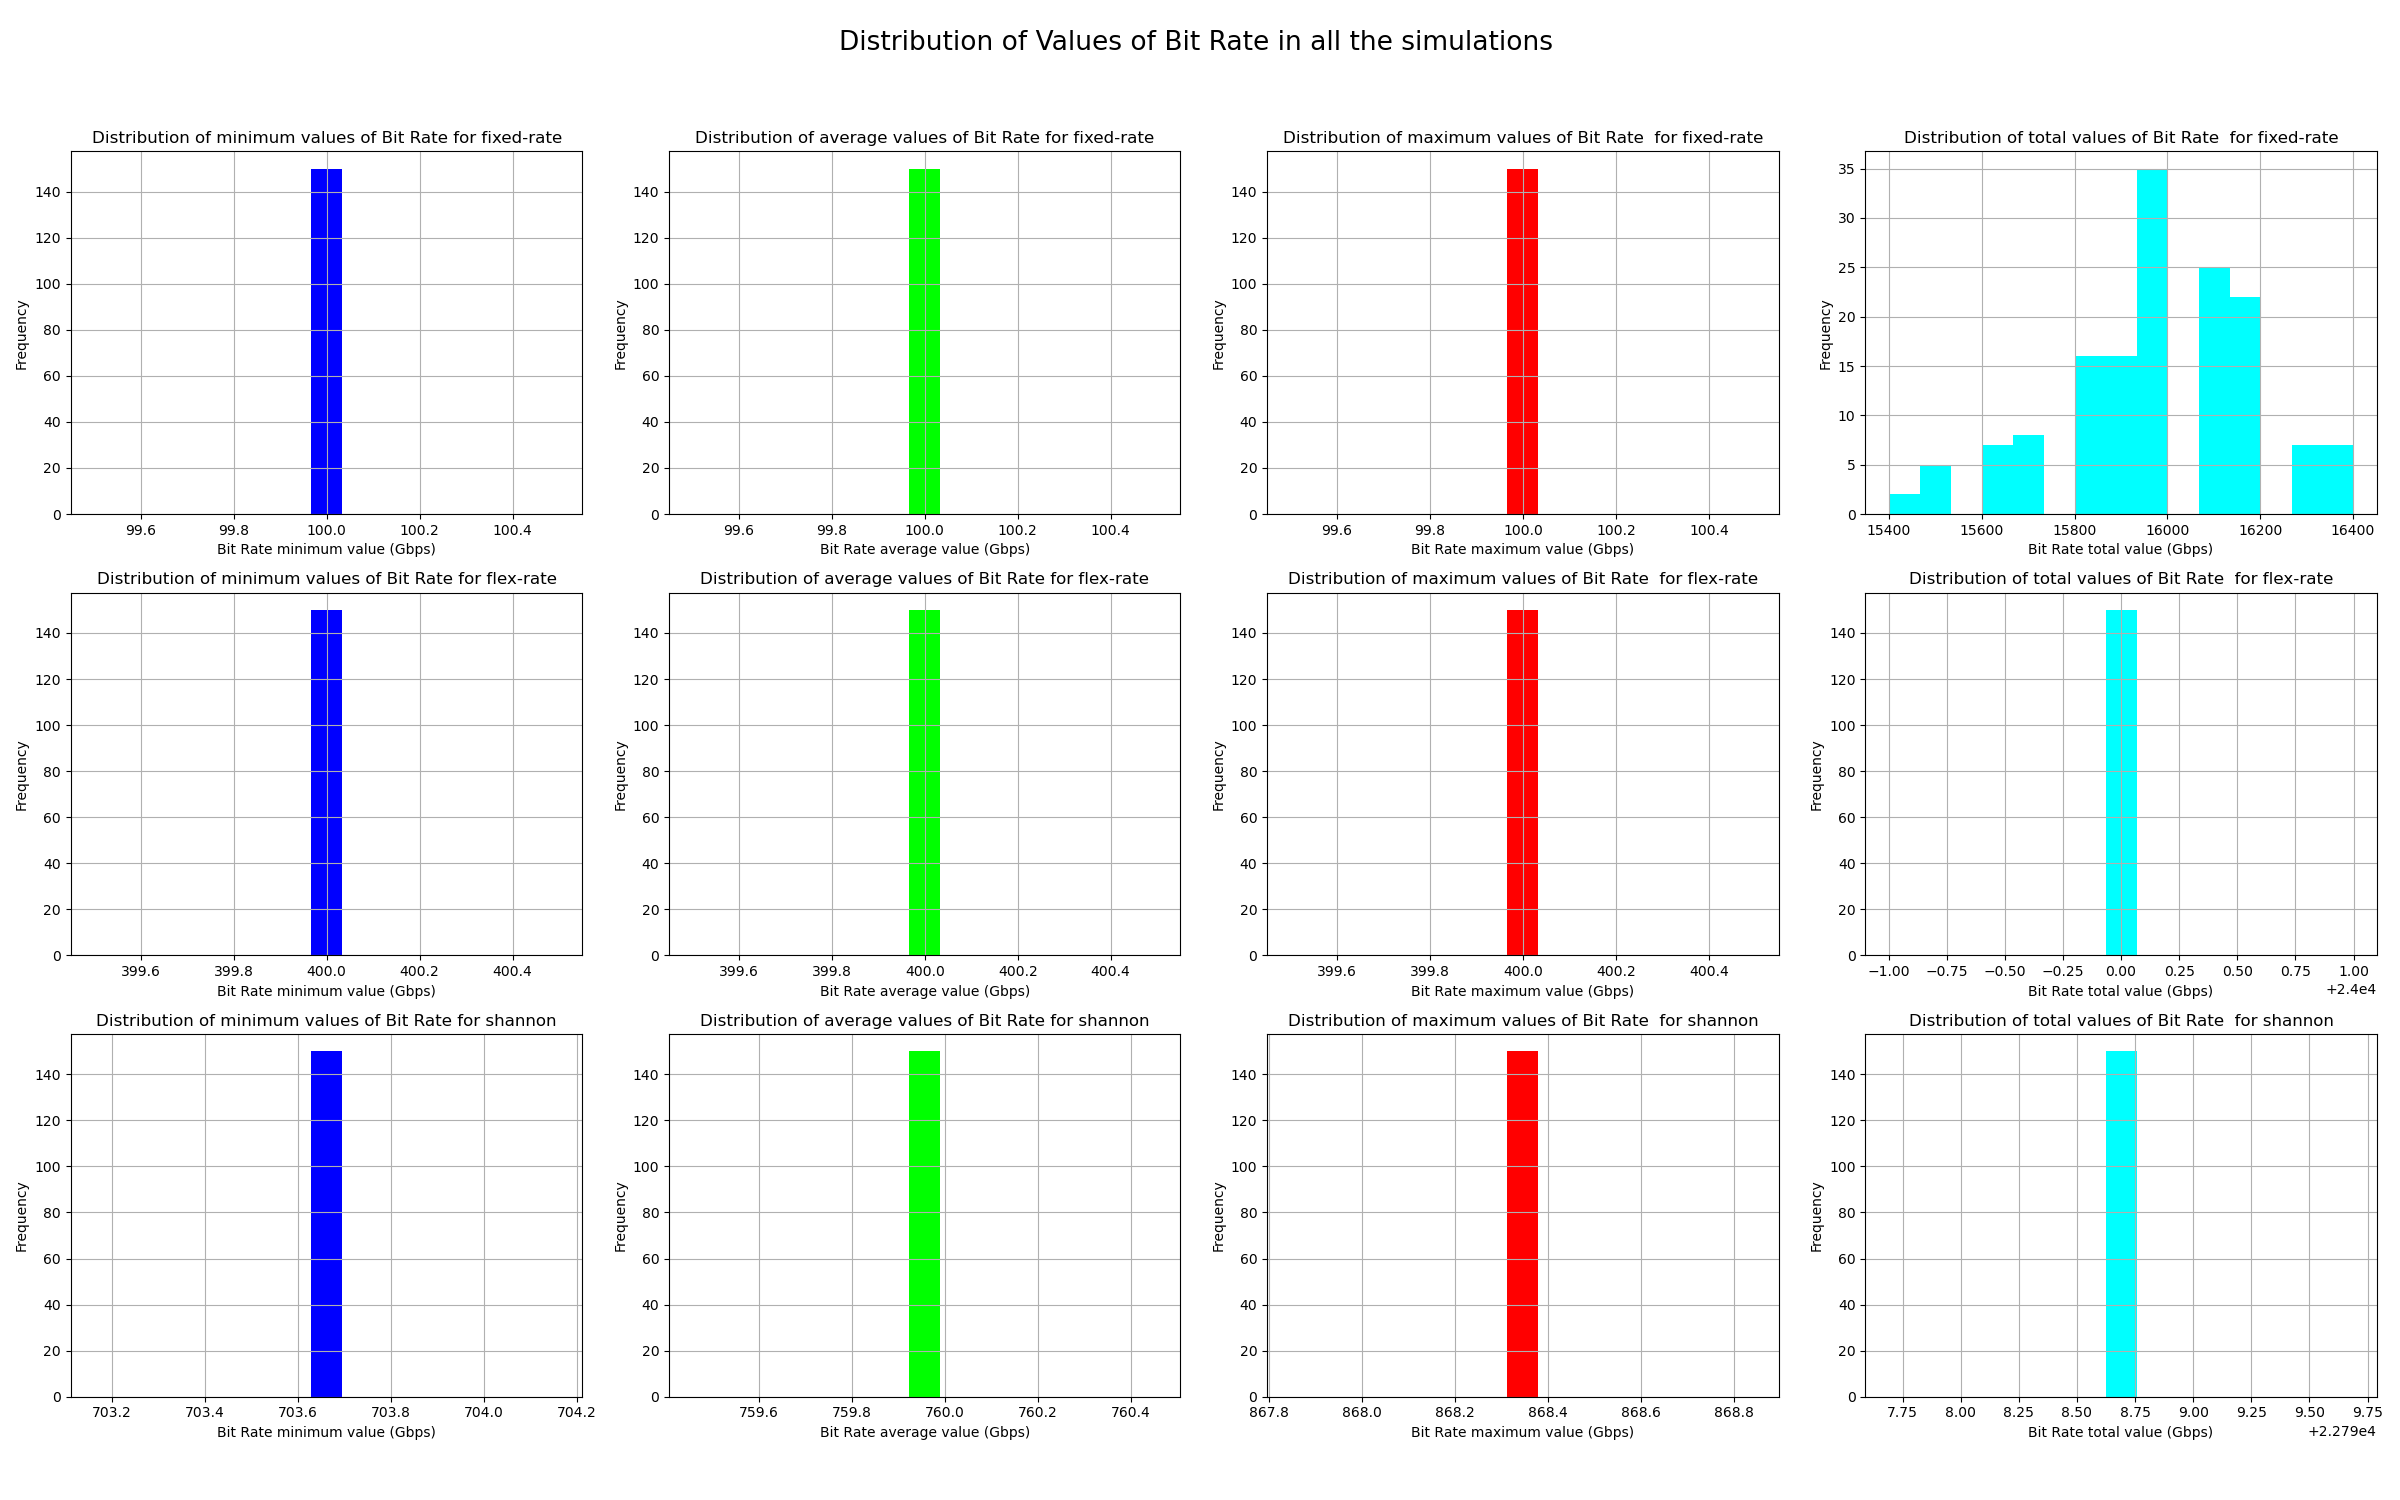 Distribution of Values of Bit Rate in all the simulations
Distribution of minimum values of Bit Rate for fixed-rate
Frequency
0 20 40 60 80 100 120 140
99.6 99.8 100.0 100.2 100.4
Bit Rate minimum value (Gbps)
Distribution of average values of Bit Rate for fixed-rate
Frequency
0 20 40 60 80 100 120 140
99.6 99.8 100.0 100.2 100.4
Bit Rate average value (Gbps)
Distribution of maximum values of Bit Rate  for fixed-rate
Frequency
0 20 40 60 80 100 120 140
99.6 99.8 100.0 100.2 100.4
Bit Rate maximum value (Gbps)
Distribution of total values of Bit Rate  for fixed-rate
Frequency
0 5 10 15 20 25 30 35
15400 15600 15800 16000 16200 16400
Bit Rate total value (Gbps)
Distribution of minimum values of Bit Rate for flex-rate
Frequency
0 20 40 60 80 100 120 140
399.6 399.8 400.0 400.2 400.4
Bit Rate minimum value (Gbps)
Distribution of average values of Bit Rate for flex-rate
Frequency
0 20 40 60 80 100 120 140
399.6 399.8 400.0 400.2 400.4
Bit Rate average value (Gbps)
Distribution of maximum values of Bit Rate  for flex-rate
Frequency
0 20 40 60 80 100 120 140
399.6 399.8 400.0 400.2 400.4
Bit Rate maximum value (Gbps)
Distribution of total values of Bit Rate  for flex-rate
Frequency
0 20 40 60 80 100 120 140
−1.00 −0.75 −0.50 −0.25 0.00 0.25 0.50 0.75 1.00
Bit Rate total value (Gbps)
+2.4e4
Distribution of minimum values of Bit Rate for shannon
Frequency
0 20 40 60 80 100 120 140
703.2 703.4 703.6 703.8 704.0 704.2
Bit Rate minimum value (Gbps)
Distribution of average values of Bit Rate for shannon
Frequency
0 20 40 60 80 100 120 140
759.6 759.8 760.0 760.2 760.4
Bit Rate average value (Gbps)
Distribution of maximum values of Bit Rate  for shannon
Frequency
0 20 40 60 80 100 120 140
867.8 868.0 868.2 868.4 868.6 868.8
Bit Rate maximum value (Gbps)
Distribution of total values of Bit Rate  for shannon
Frequency
0 20 40 60 80 100 120 140
7.75 8.00 8.25 8.50 8.75 9.00 9.25 9.50 9.75
Bit Rate total value (Gbps)
+2.279e4